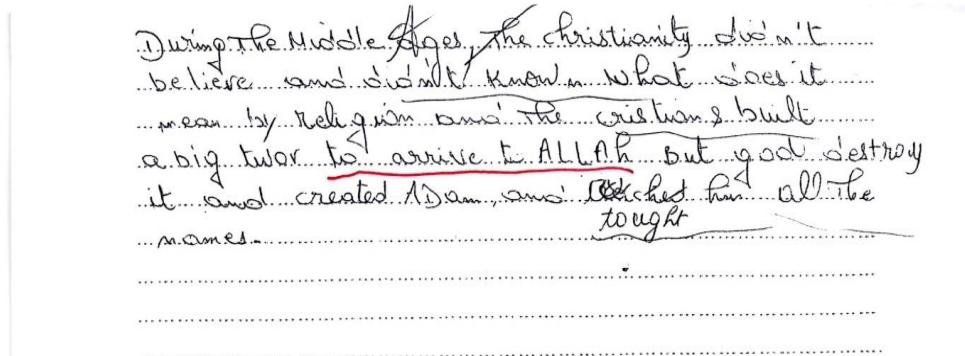 During The Middle Ages, The christianity didn't
believe and didn't known what does it
mean by Religion and The cristians built
a big twor to arrive to ALLAh But god destroy
it and created ADam, and teached him all The
tought
names.